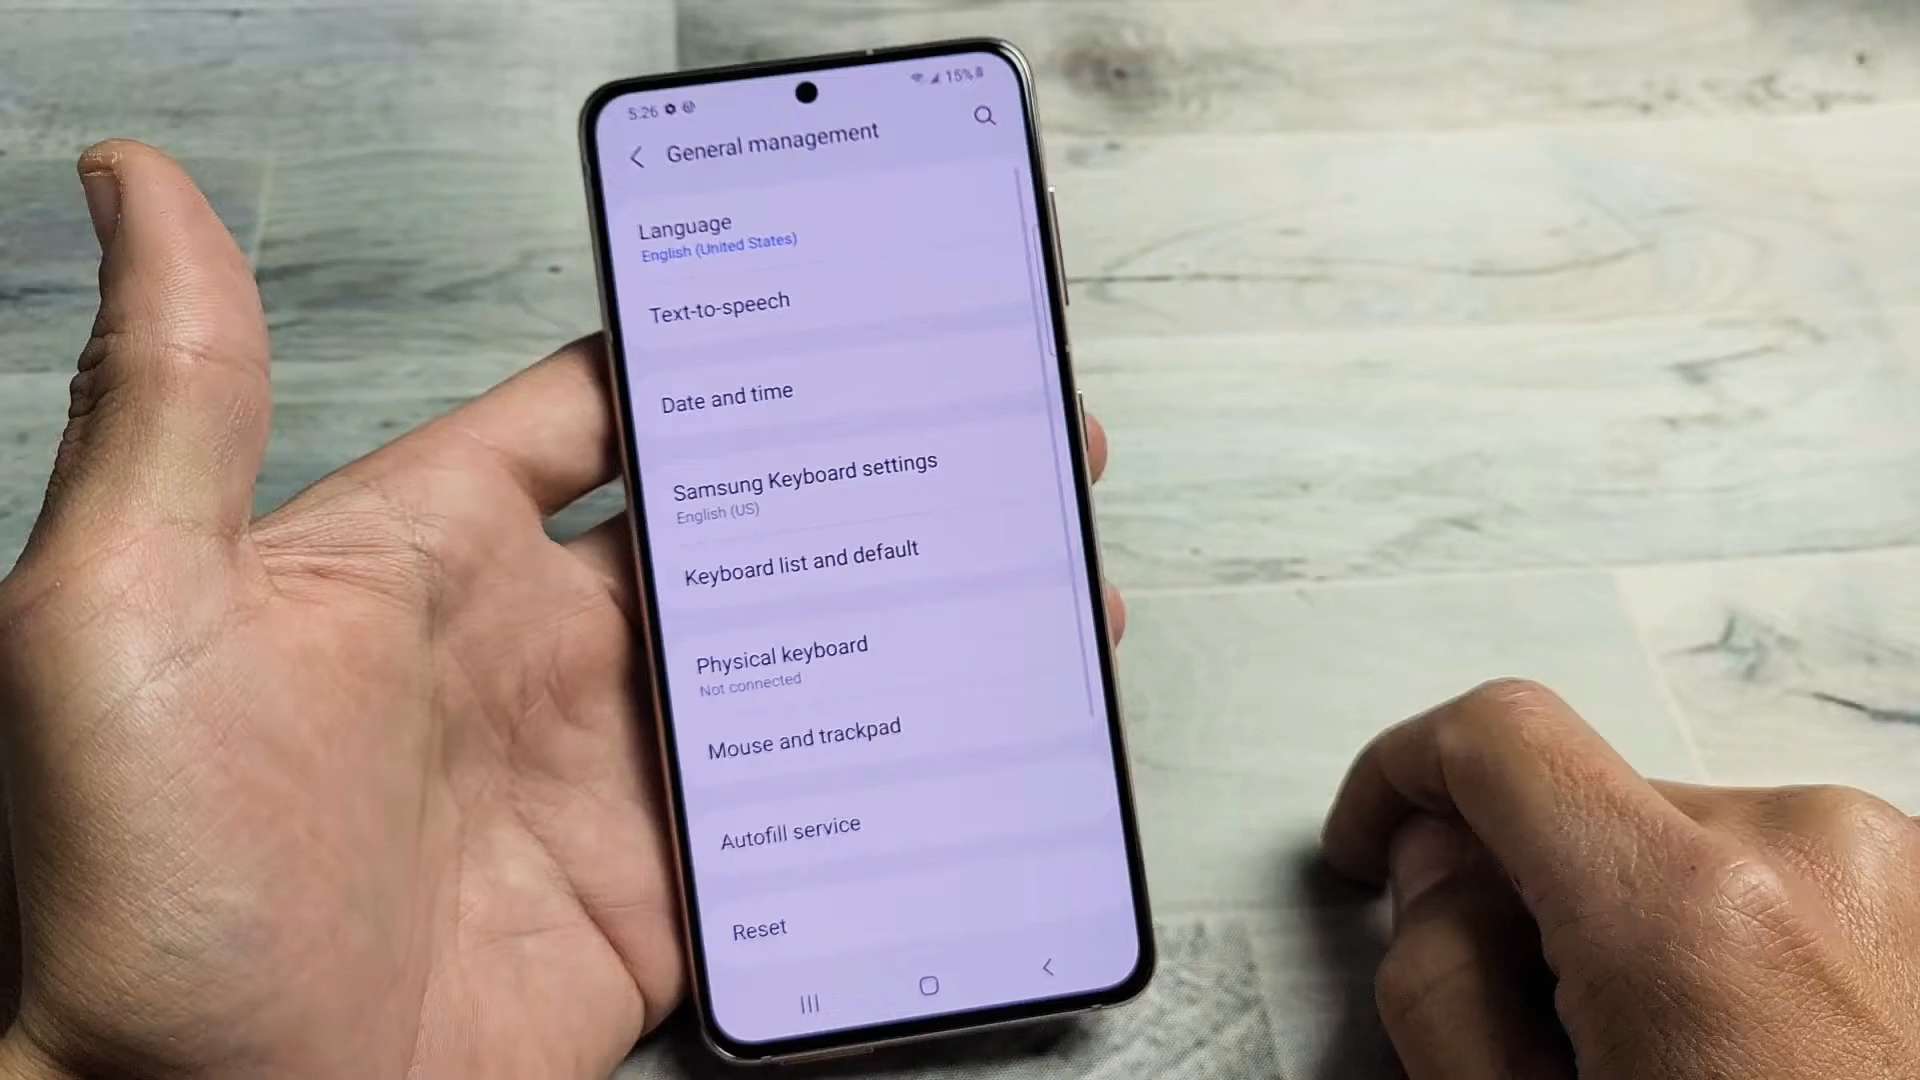 5:26
15%
General management
Language
English (United States)
Text-to-speech
Date and time
Samsung Keyboard settings
English (US)
Keyboard list and default
Physical keyboard
Not connected
Mouse and trackpad
Autofill service
Reset